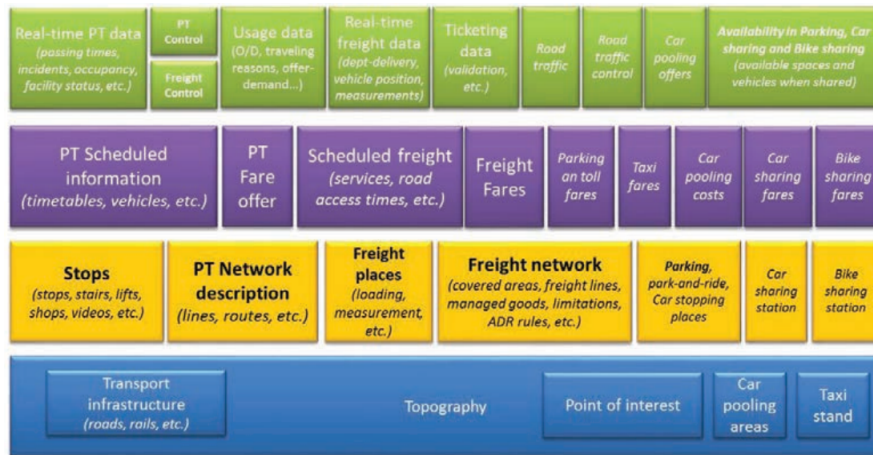 Real-time PT data
(passing times,
incidents, occupancy,
facility status, etc.)
PT
Control
Freight
Control
Usage data
(O/D, traveling
reasons, offer-
demand...)
Real-time
freight data
(dept-delivery,
vehicle position,
measurements)
Ticketing
data
(validation,
etc.)
Road
traffic
Road
traffic
control
Car
pooling
offers
Availability in Parking, Car
sharing and Bike sharing
(available spaces and
vehicles when shared)
PT Scheduled
information
(timetables, vehicles, etc.)
PT
Fare
offer
Scheduled freight
(services, road
access times, etc.)
Freight
Fares
Parking
an toll
fares
Taxi
fares
Car
pooling
costs
Car
sharing
fares
Bike
sharing
fares
Stops
(stops, stairs, lifts,
shops, videos, etc.)
PT Network
description
(lines, routes, etc.)
Freight
places
(loading,
measurement,
etc.)
Freight network
(covered areas, freight lines,
managed goods, limitations,
ADR rules, etc.)
Parking,
park-and-ride,
Car stopping
places
Car
sharing
station
Bike
sharing
station
Transport
infrastructure
(roads, rails, etc.)
Topography
Point of interest
Car
pooling
areas
Taxi
stand